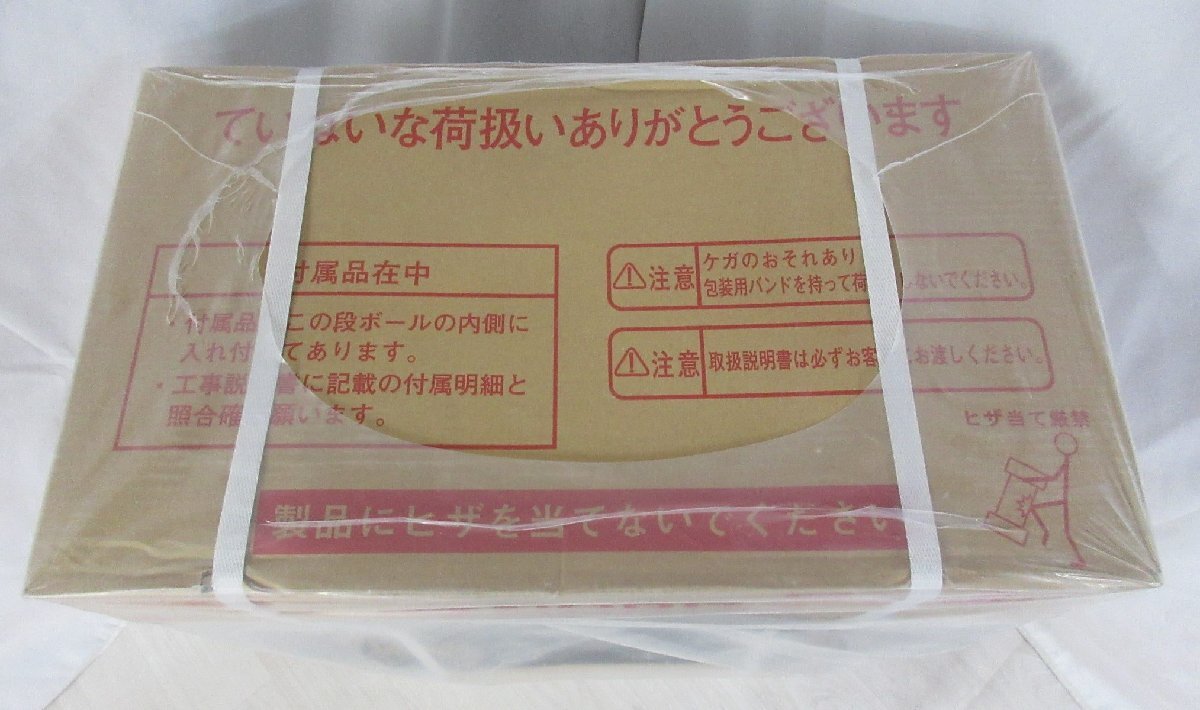 ていねいな荷扱いありがとうございます
付属品在中
・付属品 この段ボールの内側に
入れ付 てあります。
・工事説 書に記載の付属明細と
照合確 願います。
注意
ケガのおそれあり
包装用バンドを持って荷 しないでください。
注意
取扱説明書は必ずお客 にお渡しください。
ヒザ当て厳禁
製品にヒザを当てないでください